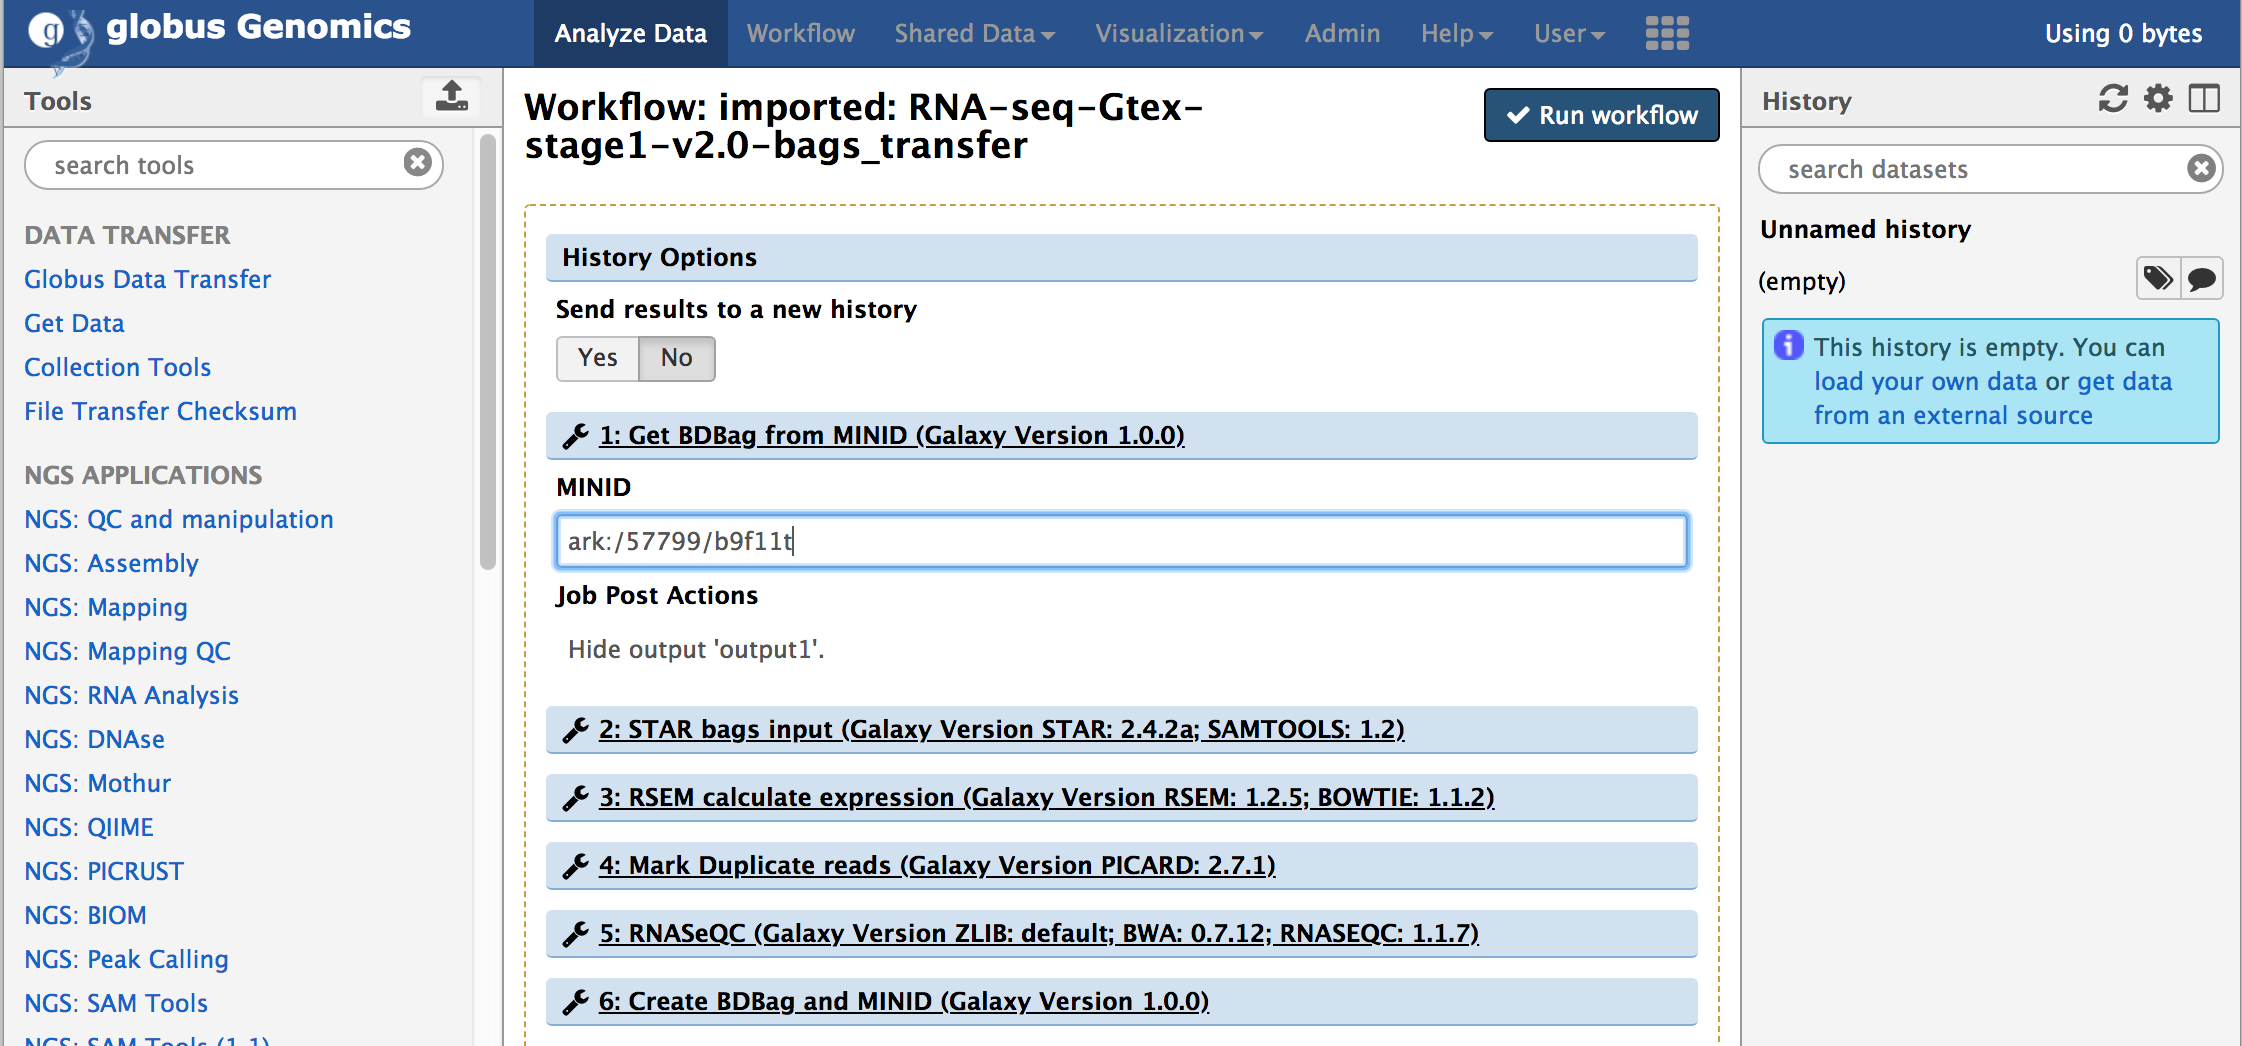 globus Genomics
Analyze Data
Workflow
Shared Data
Visualization
Admin
Help
User
Using 0 bytes
Tools
search tools
DATA TRANSFER
Globus Data Transfer
Get Data
Collection Tools
File Transfer Checksum
NGS APPLICATIONS
NGS: QC and manipulation
NGS: Assembly
NGS: Mapping
NGS: Mapping QC
NGS: RNA Analysis
NGS: DNAse
NGS: Mothur
NGS: QIIME
NGS: PICRUST
NGS: BIOM
NGS: Peak Calling
NGS: SAM Tools
NGS: SAM Tools (1.1)
Workflow: imported: RNA-seq-Gtex-
stage1-v2.0-bags_transfer
Run workflow
History Options
Send results to a new history
Yes
No
1: Get BDBag from MINID (Galaxy Version 1.0.0)
MINID
ark:/57799/b9f11t
Job Post Actions
Hide output 'output1'.
2: STAR bags input (Galaxy Version STAR: 2.4.2a; SAMTOOLS: 1.2)
3: RSEM calculate expression (Galaxy Version RSEM: 1.2.5; BOWTIE: 1.1.2)
4: Mark Duplicate reads (Galaxy Version PICARD: 2.7.1)
5: RNASeQC (Galaxy Version ZLIB: default; BWA: 0.7.12; RNASEQC: 1.1.7)
6: Create BDBag and MINID (Galaxy Version 1.0.0)
History
search datasets
Unnamed history
(empty)
This history is empty. You can
load your own data or get data
from an external source